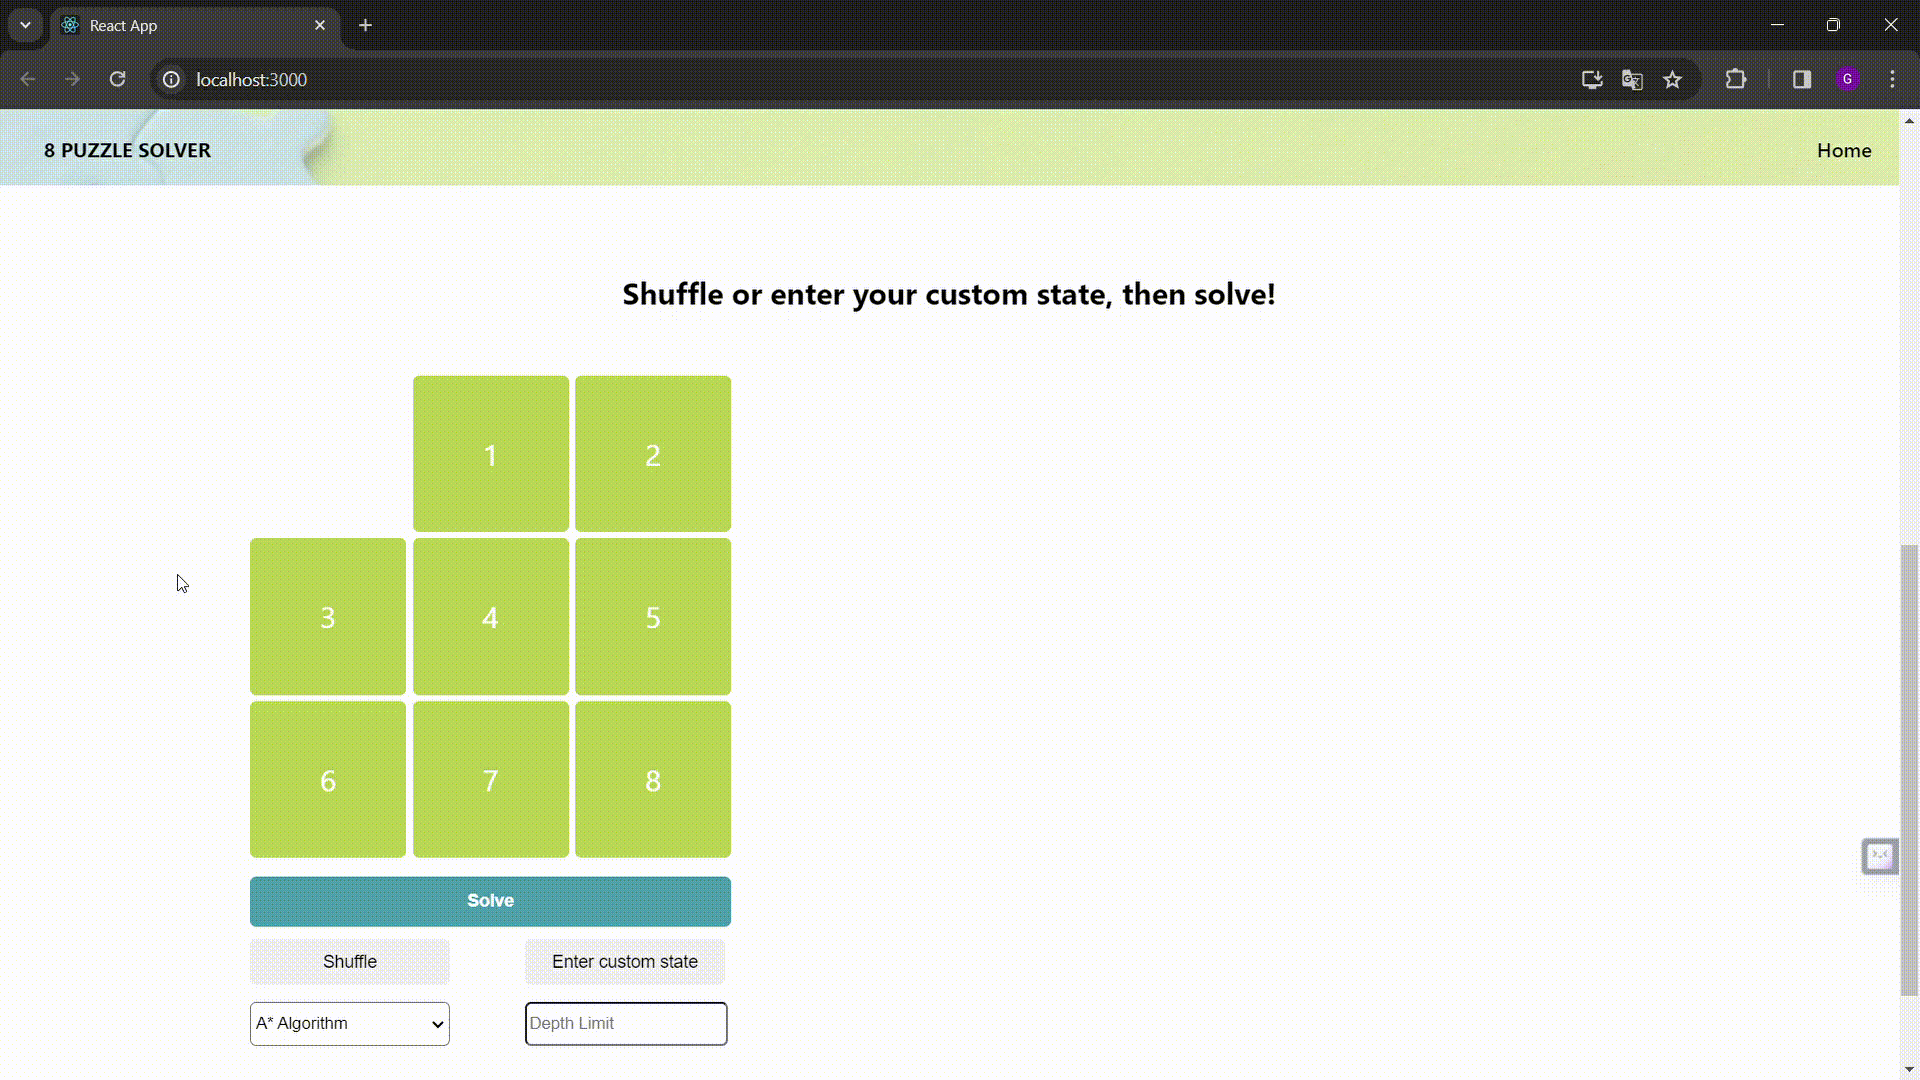 React App
localhost:3000
G
8 PUZZLE SOLVER
Home
Shuffle or enter your custom state, then solve!
1 2
3 4 5
6 7 8
Solve
Shuffle Enter custom state
A* Algorithm Depth Limit